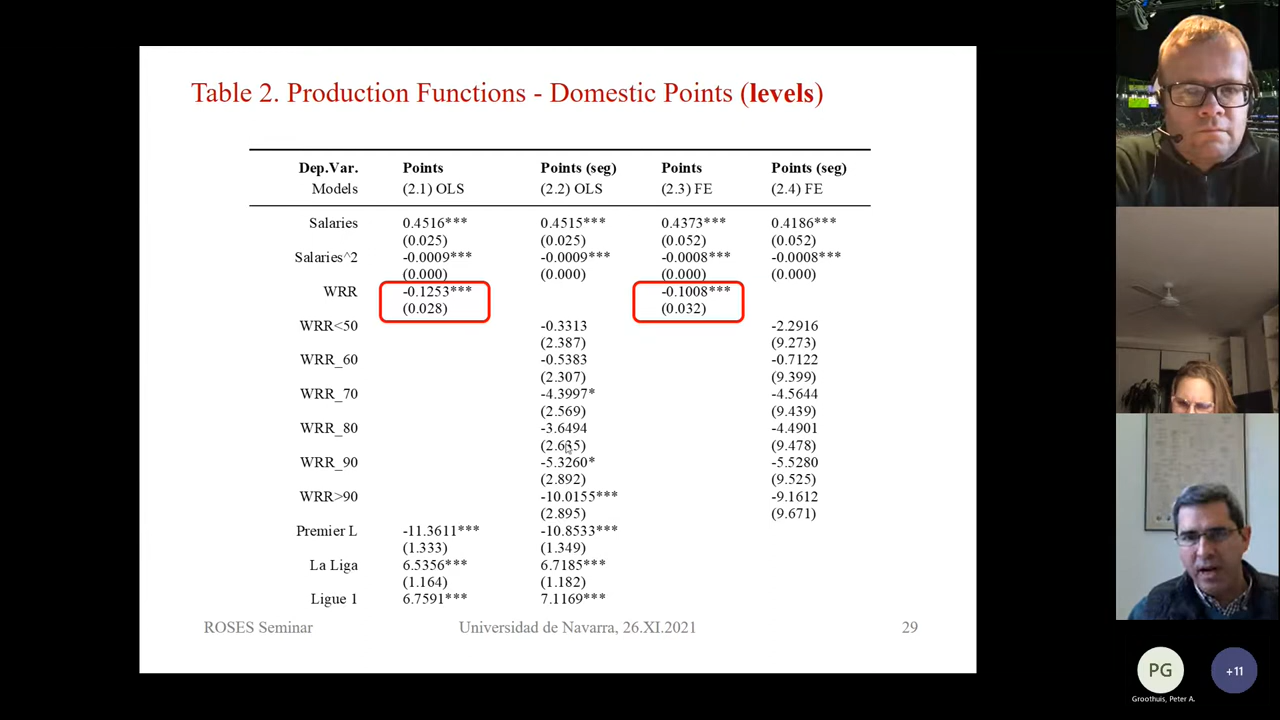 Table 2. Production Functions - Domestic Points (levels)
Dep.Var. Points Points (seg) Points Points (seg)
Models (2.1) OLS (2.2) OLS (2.3) FE (2.4) FE
Salaries 0.4516*** 0.4515*** 0.4373*** 0.4186***
(0.025) (0.025) (0.052) (0.052)
Salaries^2 -0.0009*** -0.0009*** -0.0008*** -0.0008***
(0.000) (0.000) (0.000) (0.000)
WRR -0.1253*** -0.1008***
(0.028) (0.032)
WRR<50 -0.3313 -2.2916
(2.387) (9.273)
WRR_60 -0.5383 -0.7122
(2.307) (9.399)
WRR_70 -4.3997* -4.5644
(2.569) (9.439)
WRR_80 -3.6494 -4.4901
(2.635) (9.478)
WRR_90 -5.3260* -5.5280
(2.892) (9.525)
WRR>90 -10.0155*** -9.1612
(2.895) (9.671)
Premier L -11.3611*** -10.8533***
(1.333) (1.349)
La Liga 6.5356*** 6.7185***
(1.164) (1.182)
Ligue 1 6.7591*** 7.1169***
ROSES Seminar Universidad de Navarra, 26.XI.2021 29
PG +11
Groothuis, Peter A.